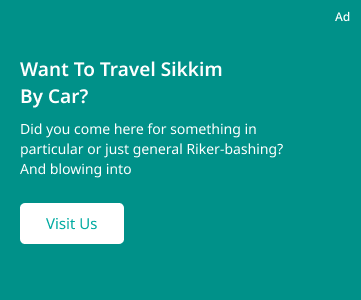 Ad
Want To Travel Sikkim
By Car?
Did you come here for something in
particular or just general Riker-bashing?
And blowing into
Visit Us